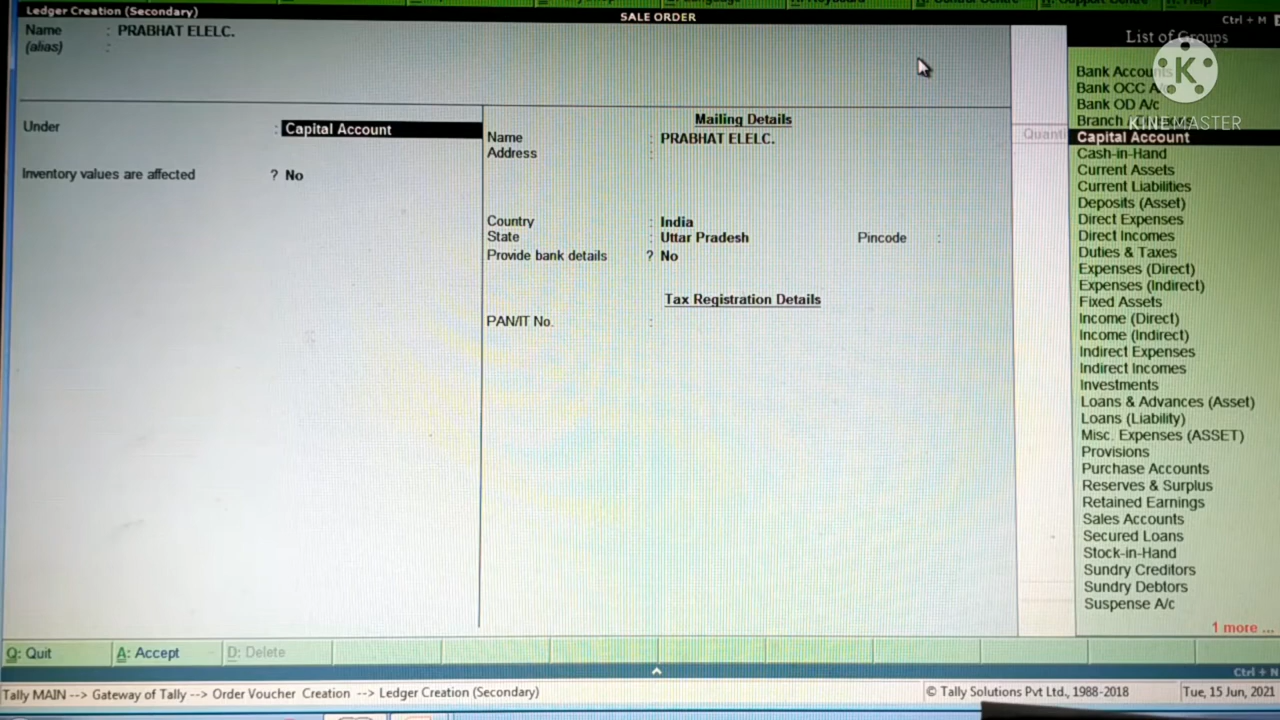 Ledger Creation (Secondary)
SALE ORDER
Ctrl + M
Name : PRABHAT ELELC.
(alias) :
List of Groups
Under : Capital Account
Inventory values are affected ? No
Mailing Details
Name : PRABHAT ELELC.
Address :
Country : India
State : Uttar Pradesh
Pincode :
Provide bank details ? No
Tax Registration Details
PAN/IT No. :
Bank OD A/c
Branch
KINEMASTER
Capital Account
Cash-in-Hand
Current Assets
Current Liabilities
Deposits (Asset)
Direct Expenses
Direct Incomes
Duties & Taxes
Expenses (Direct)
Expenses (Indirect)
Fixed Assets
Income (Direct)
Income (Indirect)
Indirect Expenses
Indirect Incomes
Investments
Loans & Advances (Asset)
Loans (Liability)
Misc. Expenses (ASSET)
Provisions
Purchase Accounts
Reserves & Surplus
Retained Earnings
Sales Accounts
Secured Loans
Stock-in-Hand
Sundry Creditors
Sundry Debtors
Suspense A/c
1 more ...
Q: Quit
A: Accept
D: Delete
Ctrl + N
Tally MAIN --> Gateway of Tally --> Order Voucher Creation --> Ledger Creation (Secondary)
© Tally Solutions Pvt Ltd., 1988-2018
Tue, 15 Jun, 2021